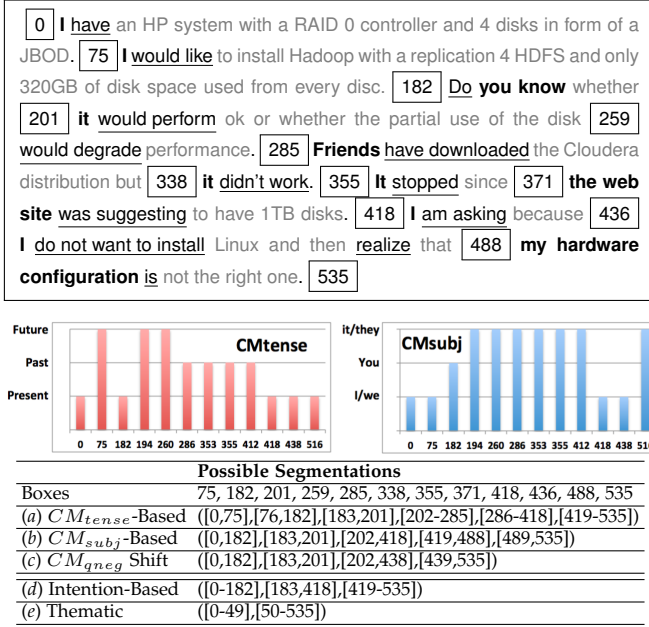 0 I have an HP system with a RAID 0 controller and 4 disks in form of a
JBOD. 75 I would like to install Hadoop with a replication 4 HDFS and only
320GB of disk space used from every disc. 182 Do you know whether
201 it would perform ok or whether the partial use of the disk 259
would degrade performance. 285 Friends have downloaded the Cloudera
distribution but 338 it didn't work. 355 It stopped since 371 the web
site was suggesting to have 1TB disks. 418 I am asking because 436
I do not want to install Linux and then realize that 488 my hardware
configuration is not the right one. 535
Future
Past
Present
CMtense
0 75 182 194 260 286 353 355 412 418 438 516
it/they
You
I/we
CMsubj
0 75 182 194 260 286 353 355 412 418 438 516
Possible Segmentations
Boxes 75, 182, 201, 259, 285, 338, 355, 371, 418, 436, 488, 535
(a) CMtense-Based ([0,75],[76,182],[183,201],[202-285],[286-418],[419-535])
(b) CMsubj-Based ([0,182],[183,201],[202,418],[419,488],[489,535])
(c) CMqneg Shift ([0,182],[183,201],[202,438],[439,535])
(d) Intention-Based ([0-182],[183,418],[419-535])
(e) Thematic ([0-49],[50-535])